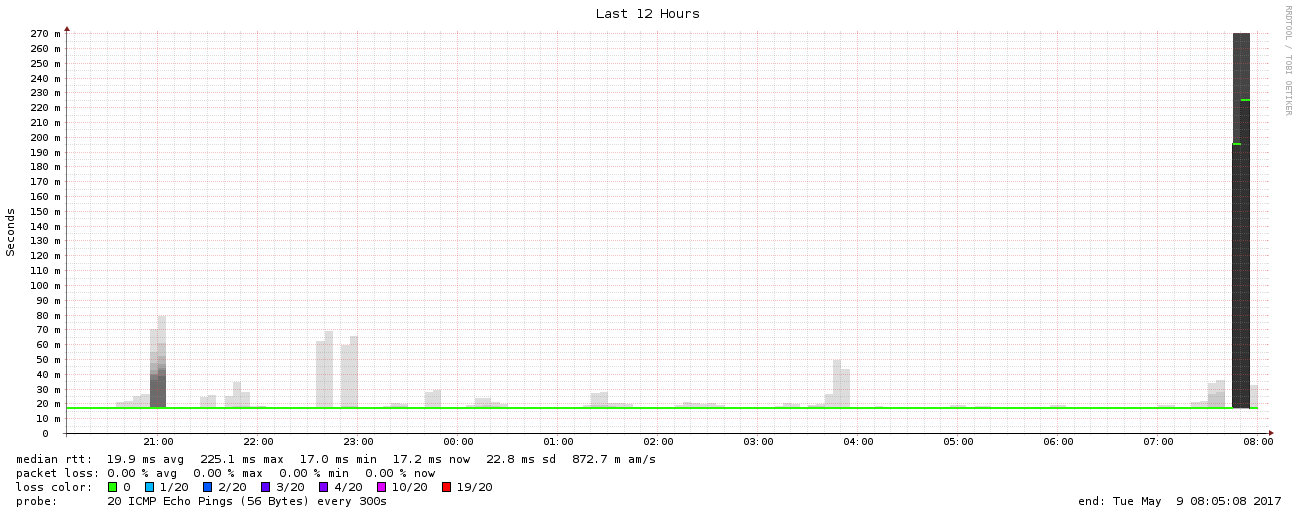 Last 12 Hours
RRDTOOL / TOBI OETIKER
Seconds
270 m
260 m
250 m
240 m
230 m
220 m
210 m
200 m
190 m
180 m
170 m
160 m
150 m
140 m
130 m
120 m
110 m
100 m
90 m
80 m
70 m
60 m
50 m
40 m
30 m
20 m
10 m
0
21:00 22:00 23:00 00:00 01:00 02:00 03:00 04:00 05:00 06:00 07:00 08:00
median rtt: 19.9 ms avg 225.1 ms max 17.0 ms min 17.2 ms now 22.8 ms sd 872.7 m am/s
packet loss: 0.00 % avg 0.00 % max 0.00 % min 0.00 % now
loss color: 0 1/20 2/20 3/20 4/20 10/20 19/20
probe: 20 ICMP Echo Pings (56 Bytes) every 300s end: Tue May 9 08:05:08 2017